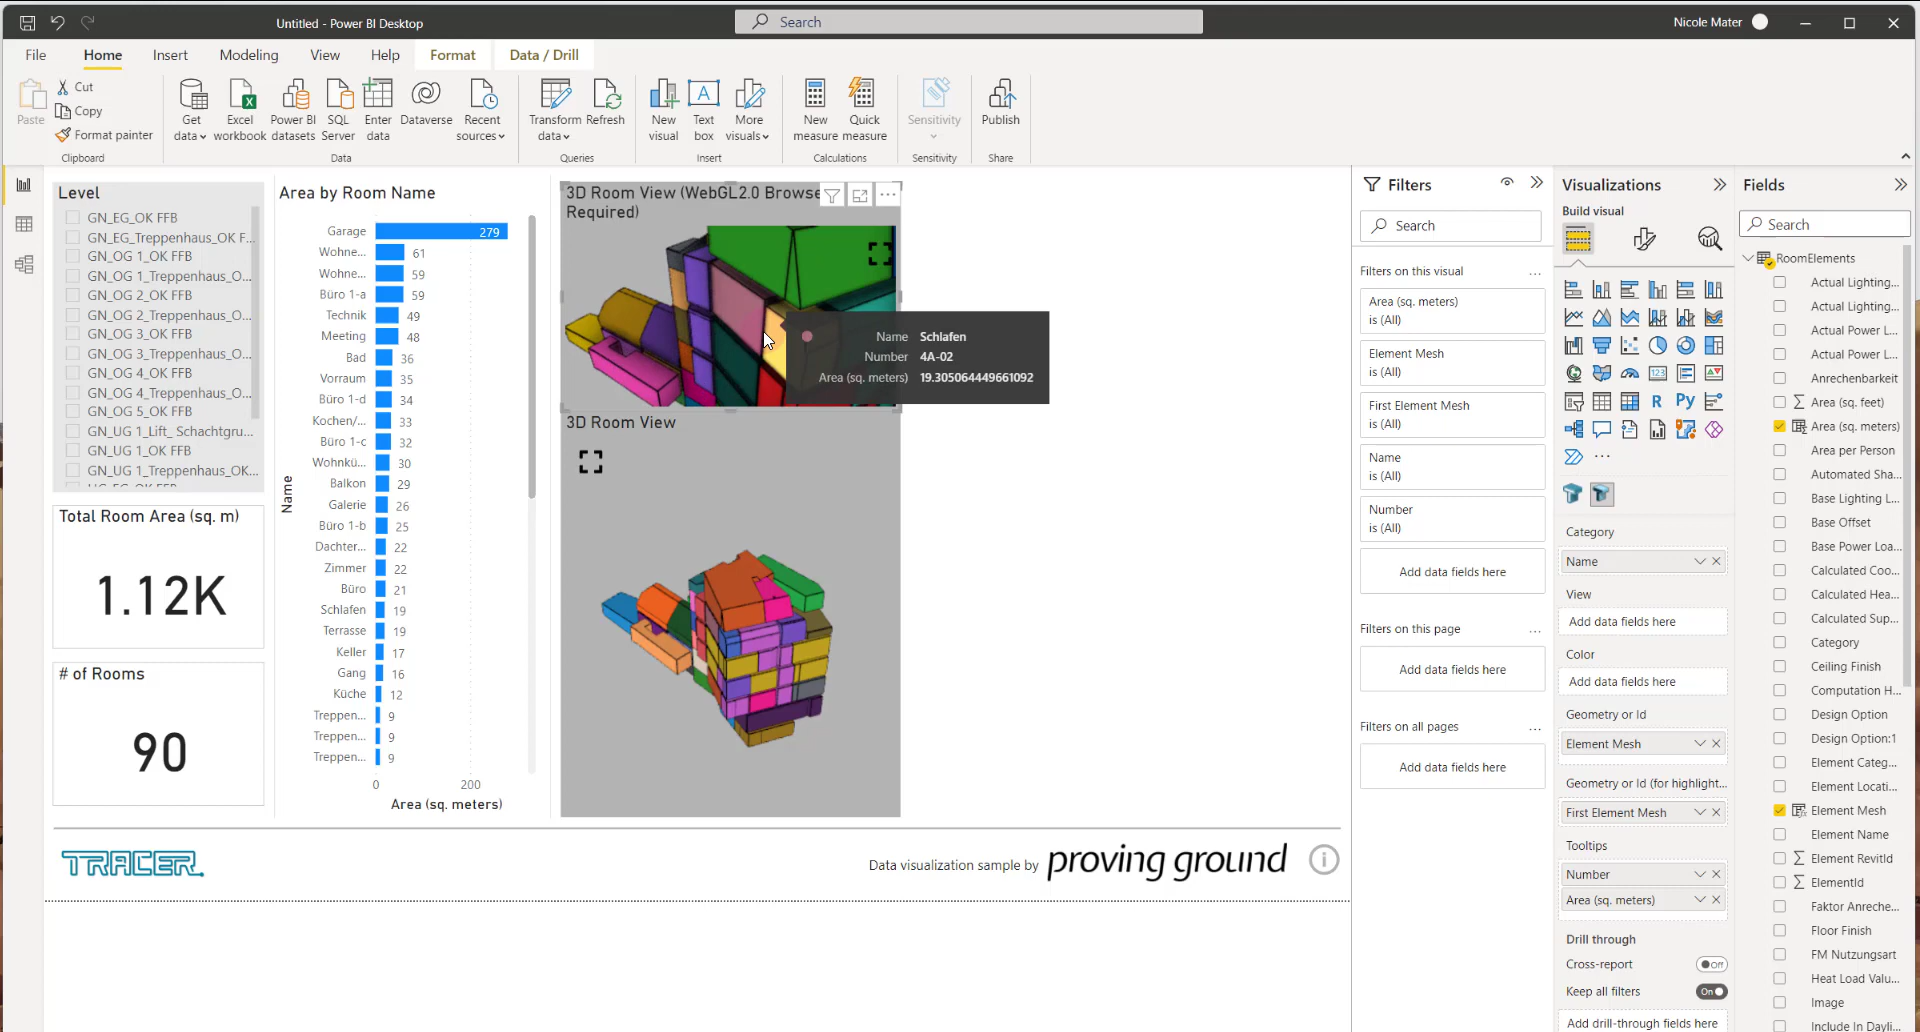 Untitled - Power BI Desktop
Search
Nicole Mater
File
Home
Insert
Modeling
View
Help
Format
Data / Drill
Paste
Cut
Copy
Format painter
Clipboard
Get data
Excel workbook
Power BI datasets
SQL Server
Enter data
Dataverse
Recent sources
Data
Transform data
Refresh
Queries
New visual
Text box
More visuals
Insert
New measure
Quick measure
Calculations
Sensitivity
Sensitivity
Publish
Share
Level
GN_EG_OK FFB
GN_EG_Treppenhaus_OK F...
GN_OG 1_OK FFB
GN_OG 1_Treppenhaus_O...
GN_OG 2_OK FFB
GN_OG 2_Treppenhaus_O...
GN_OG 3_OK FFB
GN_OG 3_Treppenhaus_O...
GN_OG 4_OK FFB
GN_OG 4_Treppenhaus_O...
GN_OG 5_OK FFB
GN_UG 1_Lift_ Schachtgru...
GN_UG 1_OK FFB
GN_UG 1_Treppenhaus_OK...
Total Room Area (sq. m)
1.12K
# of Rooms
90
Area by Room Name
Name
Garage 279
Wohne... 61
Wohne... 59
Büro 1-a 59
Technik 49
Meeting 48
Bad 36
Vorraum 35
Büro 1-d 34
Kochen/... 33
Büro 1-c 32
Wohnkü... 30
Balkon 29
Galerie 26
Büro 1-b 25
Dachter... 22
Zimmer 22
Büro 21
Schlafen 19
Terrasse 19
Keller 17
Gang 16
Küche 12
Treppen... 9
Treppen... 9
Treppen... 9
0 200
Area (sq. meters)
3D Room View (WebGL2.0 Browse
Required)
Name Schlafen
Number 4A-02
Area (sq. meters) 19.305064449661092
3D Room View
TRACER
Data visualization sample by proving ground
Filters
Search
Filters on this visual
Area (sq. meters)
is (All)
Element Mesh
is (All)
First Element Mesh
is (All)
Name
is (All)
Number
is (All)
Add data fields here
Filters on this page
Add data fields here
Filters on all pages
Add data fields here
Visualizations
Build visual
R
Py
123
Category
Name
View
Add data fields here
Color
Add data fields here
Geometry or Id
Element Mesh
Geometry or Id (for highlight...
First Element Mesh
Tooltips
Number
Area (sq. meters)
Drill through
Cross-report
Off
Keep all filters
On
Add drill-through fields here
Fields
Search
RoomElements
Actual Lighting...
Actual Lighting...
Actual Power L...
Actual Power L...
Anrechenbarkeit
Area (sq. feet)
Area (sq. meters)
Area per Person
Automated Sha...
Base Lighting L...
Base Offset
Base Power Loa...
Calculated Coo...
Calculated Hea...
Calculated Sup...
Category
Ceiling Finish
Computation H...
Design Option
Design Option:1
Element Categ...
Element Locati...
Element Mesh
Element Name
Element RevitId
ElementId
Faktor Anreche...
Floor Finish
FM Nutzungsart
Heat Load Valu...
Image
Include In Dayli...